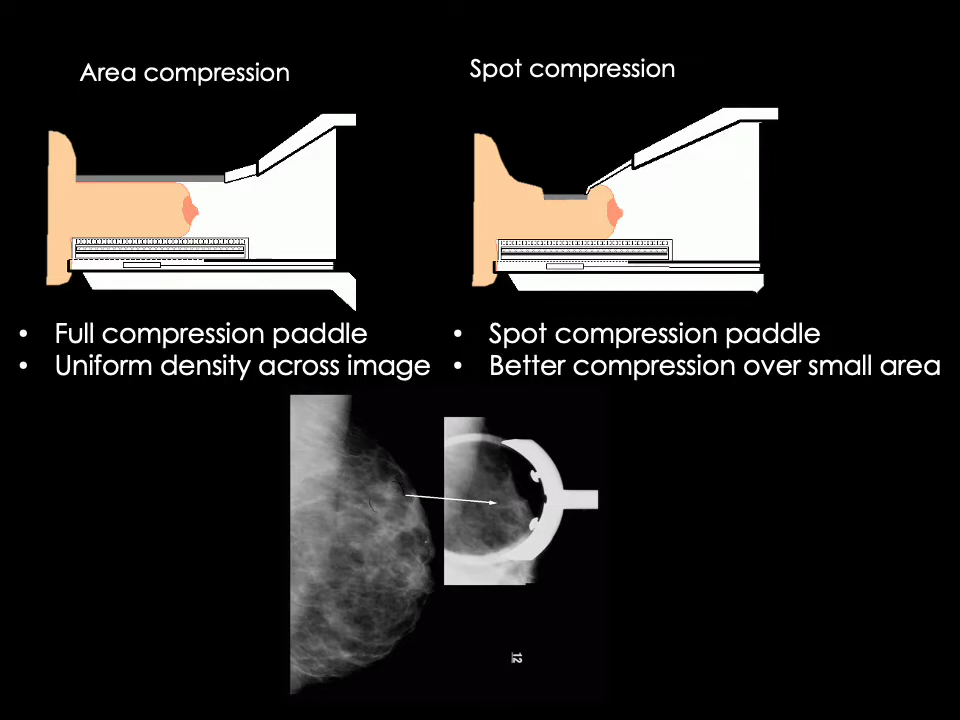 Area compression
Spot compression
• Full compression paddle
• Uniform density across image
• Spot compression paddle
• Better compression over small area
12